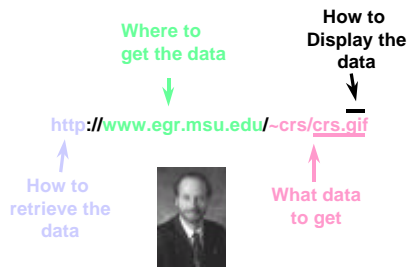 How to
Display the
data
Where to
get the data
http://www.egr.msu.edu/~crs/crs.gif
How to
retrieve the
data
What data
to get